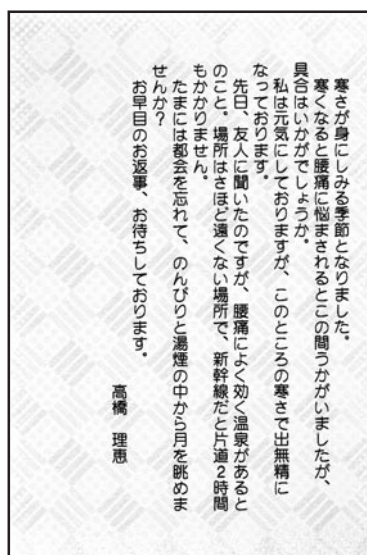 寒さが身にしみる季節となりました。
寒くなると腰痛に悩まされるとこの間うかがいましたが、
具合はいかがでしょうか。
私は元気にしておりますが、このところの寒さで出無精に
なっております。
先日、友人に聞いたのですが、腰痛によく効く温泉があると
のこと。場所はさほど遠くない場所で、新幹線だと片道2時間
もかかりません。
たまには都会を忘れて、のんびりと湯煙の中から月を眺めま
せんか?
お早目のお返事、お待ちしております。
高橋 理恵